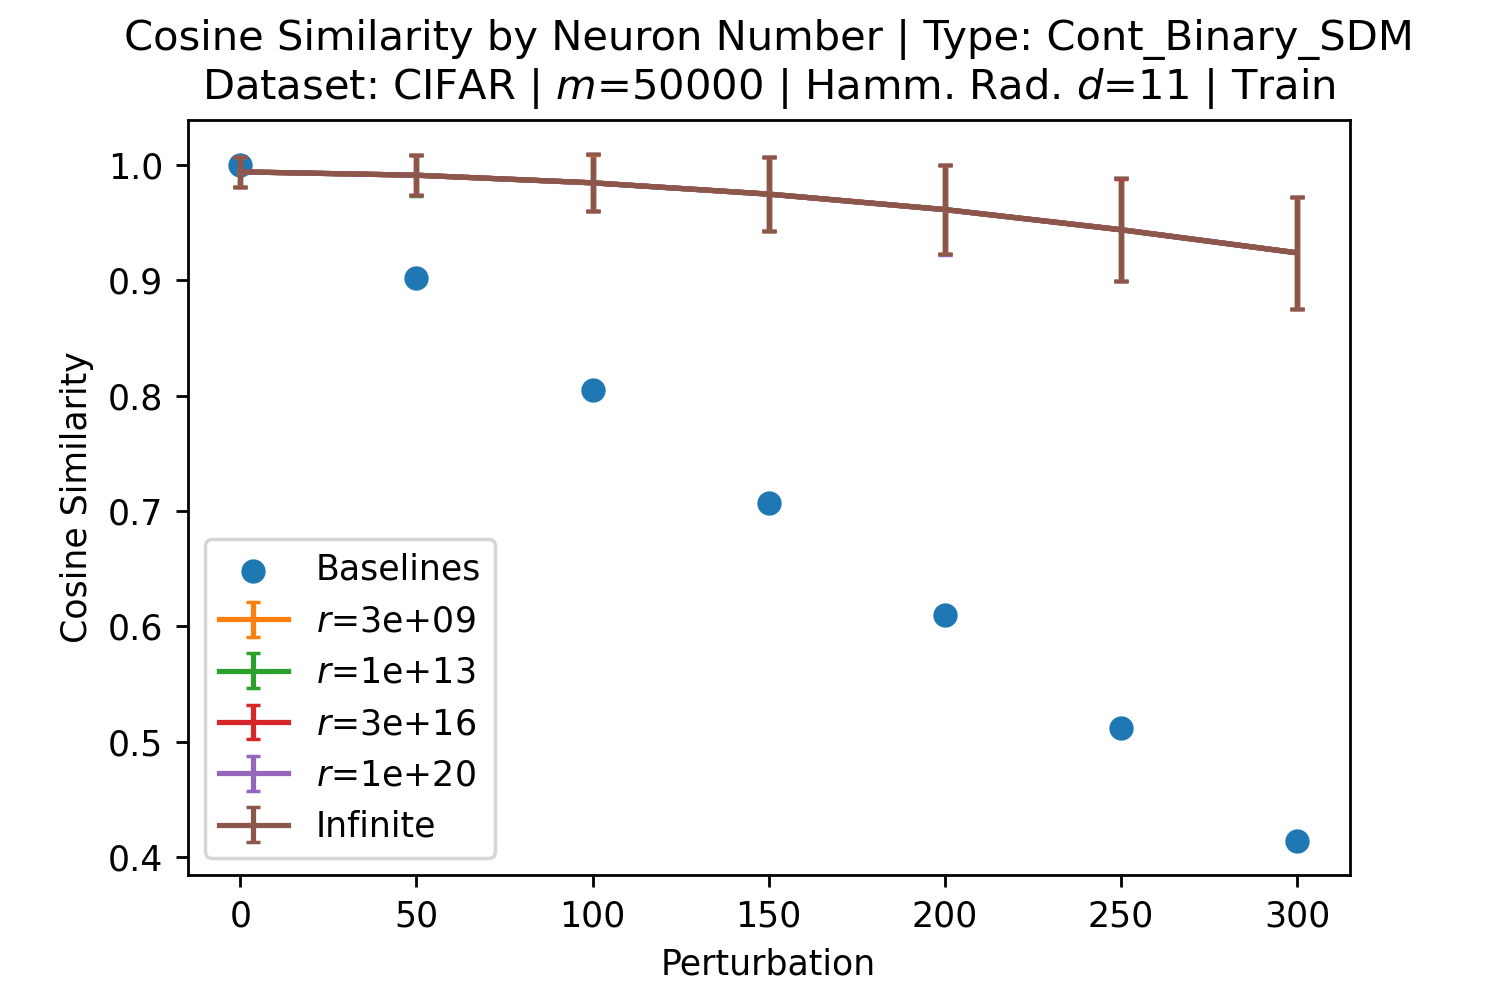 Cosine Similarity by Neuron Number | Type: Cont_Binary_SDM
Dataset: CIFAR | m=50000 | Hamm. Rad. d=11 | Train
Cosine Similarity
1.0
0.9
0.8
0.7
0.6
0.5
0.4
Baselines
r=3e+09
r=1e+13
r=3e+16
r=1e+20
Infinite
0 50 100 150 200 250 300
Perturbation